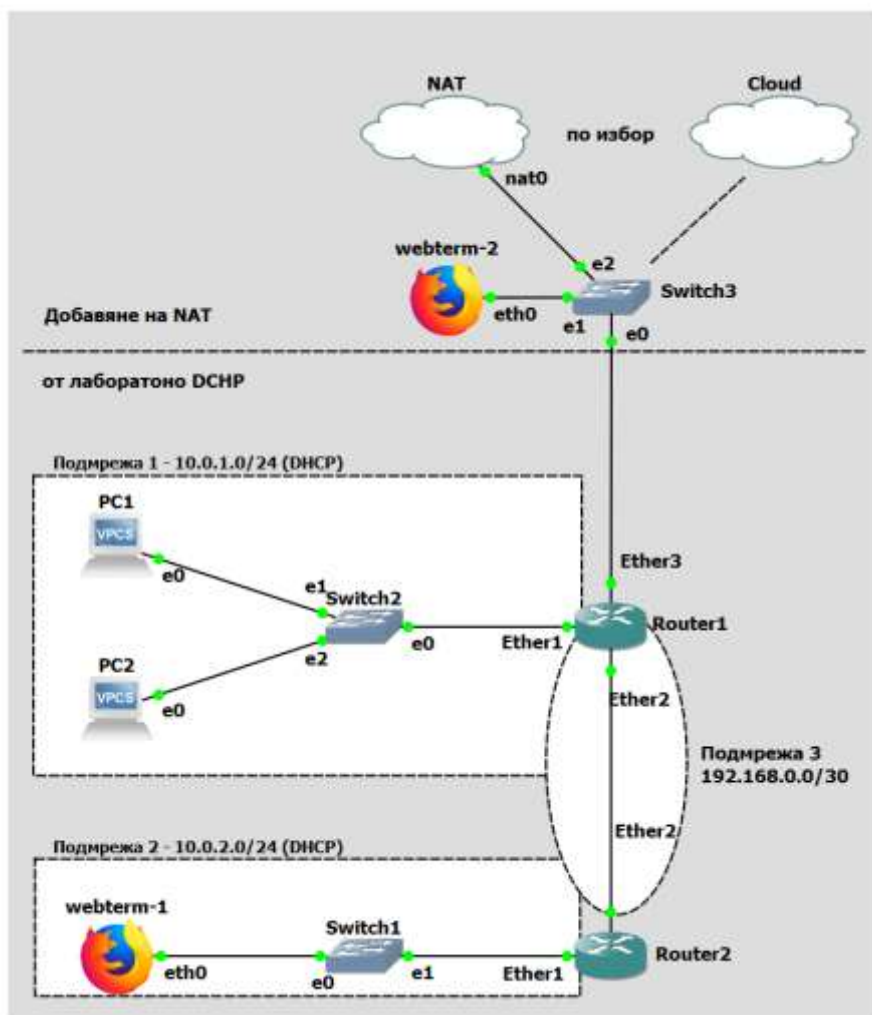 NAT
Cloud
по избор
nat0
webterm-2
e2
Switch3
eth0
e1
e0
Добавяне на NAT
от лаборатоно DCHP
Подмрежа 1 - 10.0.1.0/24 (DHCP)
PC1
VPCS
e0
e1
Switch2
Ether3
Router1
e0
Ether1
e2
PC2
VPCS
e0
Ether2
Подмрежа 3
192.168.0.0/30
Ether2
Подмрежа 2 - 10.0.2.0/24 (DHCP)
webterm-1
Switch1
eth0
e0
e1
Ether1
Router2